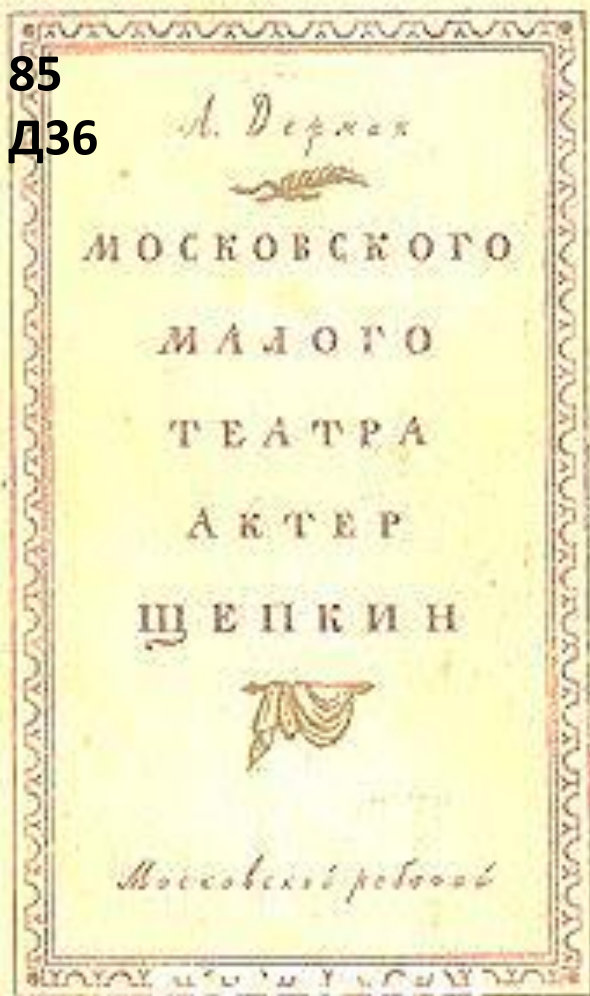 85
Д36
А. Дерман
МОСКОВСКОГО
МАЛОГО
ТЕАТРА
АКТЕР
ЩЕПКИН
Московский рабочий